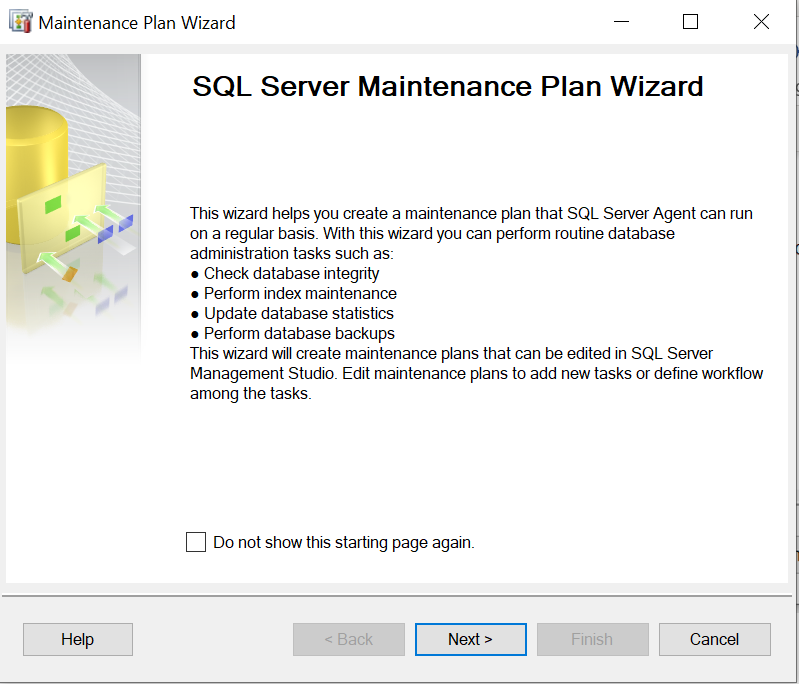 Maintenance Plan Wizard
SQL Server Maintenance Plan Wizard
This wizard helps you create a maintenance plan that SQL Server Agent can run
on a regular basis. With this wizard you can perform routine database
administration tasks such as:
● Check database integrity
● Perform index maintenance
● Update database statistics
● Perform database backups
This wizard will create maintenance plans that can be edited in SQL Server
Management Studio. Edit maintenance plans to add new tasks or define workflow
among the tasks.
Do not show this starting page again.
Help
< Back
Next >
Finish
Cancel